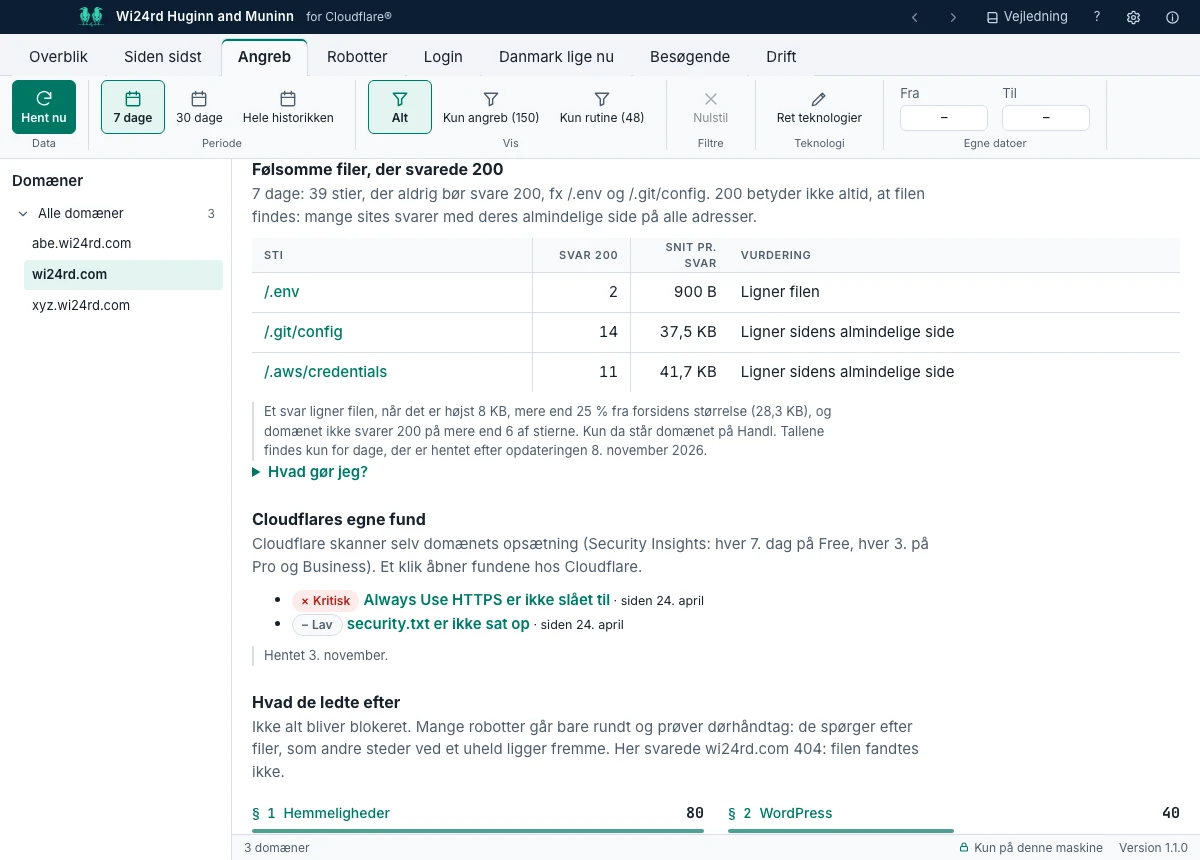 Wi24rd Huginn and Muninn for Cloudflare®
Vejledning ?
Overblik Siden sidst Angreb Robotter Login Danmark lige nu Besøgende Drift
Hent nu
Data
7 dage 30 dage Hele historikken
Periode
Alt Kun angreb (150) Kun rutine (48)
Vis
Nulstil
Filtre
Ret teknologier
Teknologi
Fra Til
– –
Egne datoer
Domæner
Alle domæner 3
abe.wi24rd.com
wi24rd.com
xyz.wi24rd.com
Følsomme filer, der svarede 200
7 dage: 39 stier, der aldrig bør svare 200, fx /.env og /.git/config. 200 betyder ikke altid, at filen
findes: mange sites svarer med deres almindelige side på alle adresser.
STI SVAR 200 SNIT PR. SVAR VURDERING
/.env 2 900 B Ligner filen
/.git/config 14 37,5 KB Ligner sidens almindelige side
/.aws/credentials 11 41,7 KB Ligner sidens almindelige side
Et svar ligner filen, når det er højst 8 KB, mere end 25 % fra forsidens størrelse (28,3 KB), og
domænet ikke svarer 200 på mere end 6 af stierne. Kun da står domænet på Handl. Tallene
findes kun for dage, der er hentet efter opdateringen 8. november 2026.
Hvad gør jeg?
Cloudflares egne fund
Cloudflare skanner selv domænets opsætning (Security Insights: hver 7. dag på Free, hver 3. på
Pro og Business). Et klik åbner fundene hos Cloudflare.
• × Kritisk Always Use HTTPS er ikke slået til · siden 24. april
• – Lav security.txt er ikke sat op · siden 24. april
Hentet 3. november.
Hvad de ledte efter
Ikke alt bliver blokeret. Mange robotter går bare rundt og prøver dørhåndtag: de spørger efter
filer, som andre steder ved et uheld ligger fremme. Her svarede wi24rd.com 404: filen fandtes
ikke.
§ 1 Hemmeligheder 80
§ 2 WordPress 40
3 domæner
Kun på denne maskine Version 1.1.0